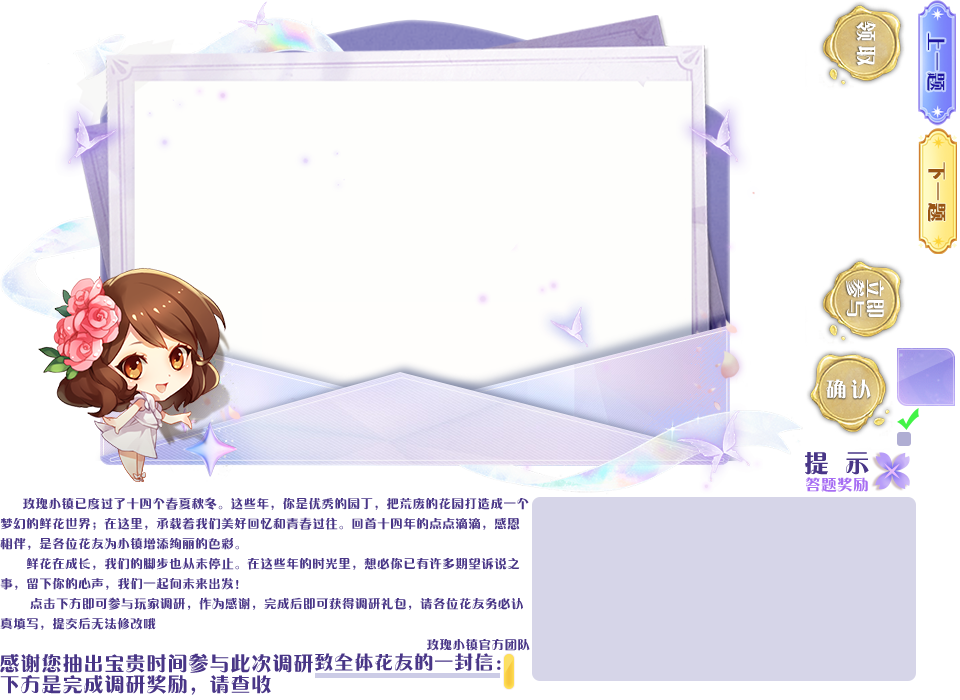 领取
上一题
下一题
立即
参与
确认
提 示
答题奖励
玫瑰小镇已度过了十四个春夏秋冬。这些年，你是优秀的园丁，把荒废的花园打造成一个
梦幻的鲜花世界；在这里，承载着我们美好回忆和青春过往。回首十四年的点点滴滴，感恩
相伴，是各位花友为小镇增添绚丽的色彩。
鲜花在成长，我们的脚步也从未停止。在这些年的时光里，想必你已有许多期望诉说之
事，留下你的心声，我们一起向未来出发！
点击下方即可参与玩家调研，作为感谢，完成后即可获得调研礼包，请各位花友务必认
真填写，提交后无法修改哦
玫瑰小镇官方团队
感谢您抽出宝贵时间参与此次调研致全体花友的一封信：
下方是完成调研奖励，请查收